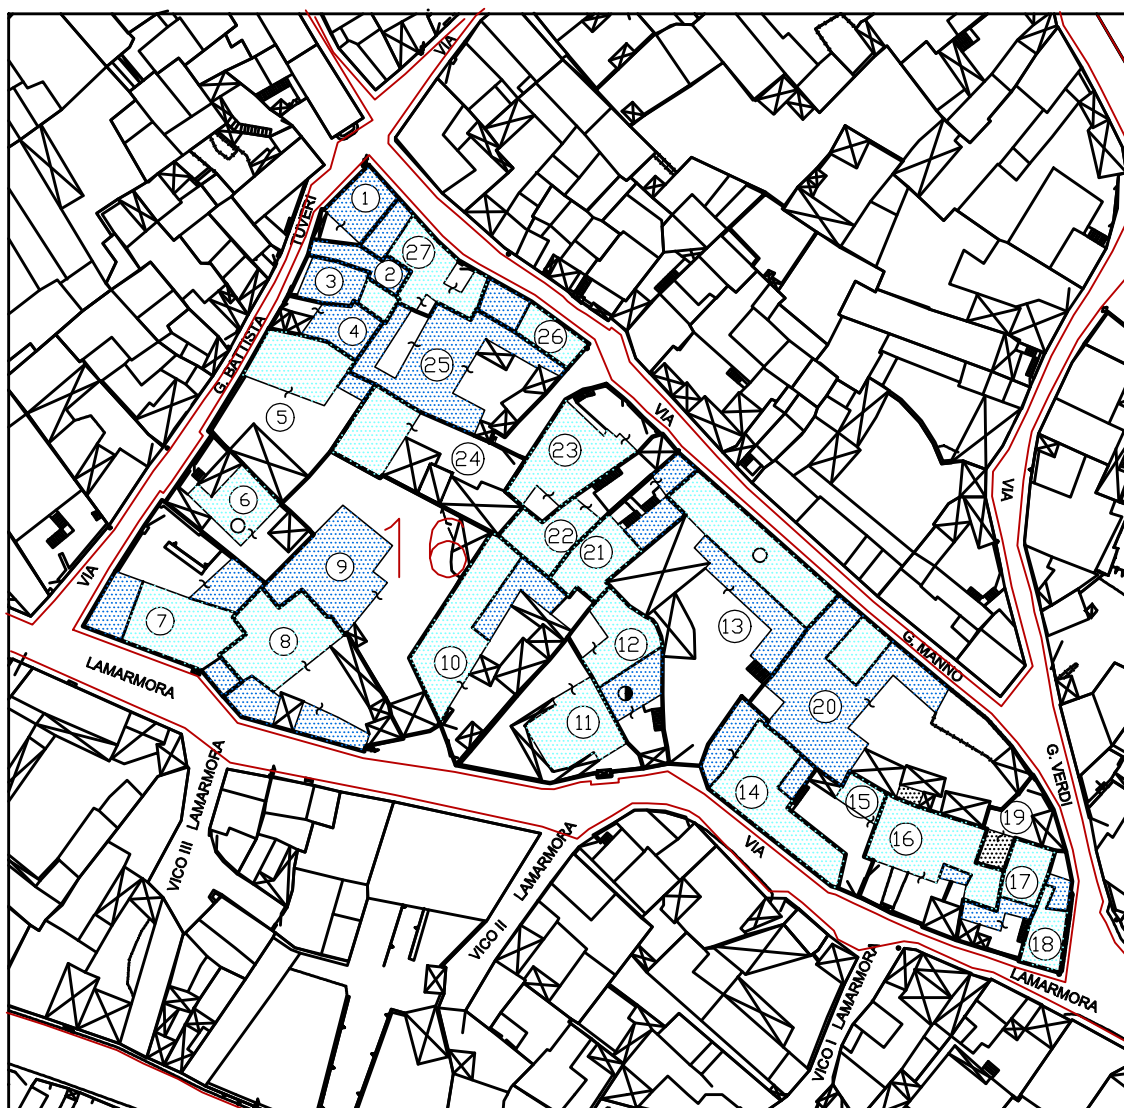 VIA
TUVERI
1
27
2
3
4
26
25
G. BATTISTA
5
VIA
24
23
6
16
22
21
VIA
9
VIA
7
8
10
12
13
G. MANNO
LAMARMORA
11
20
G. VERDI
LAMARMORA
14
15
19
16
VIA
VICO III
LAMARMORA
17
VICO II
18
LAMARMORA
LAMARMORA
VICO I